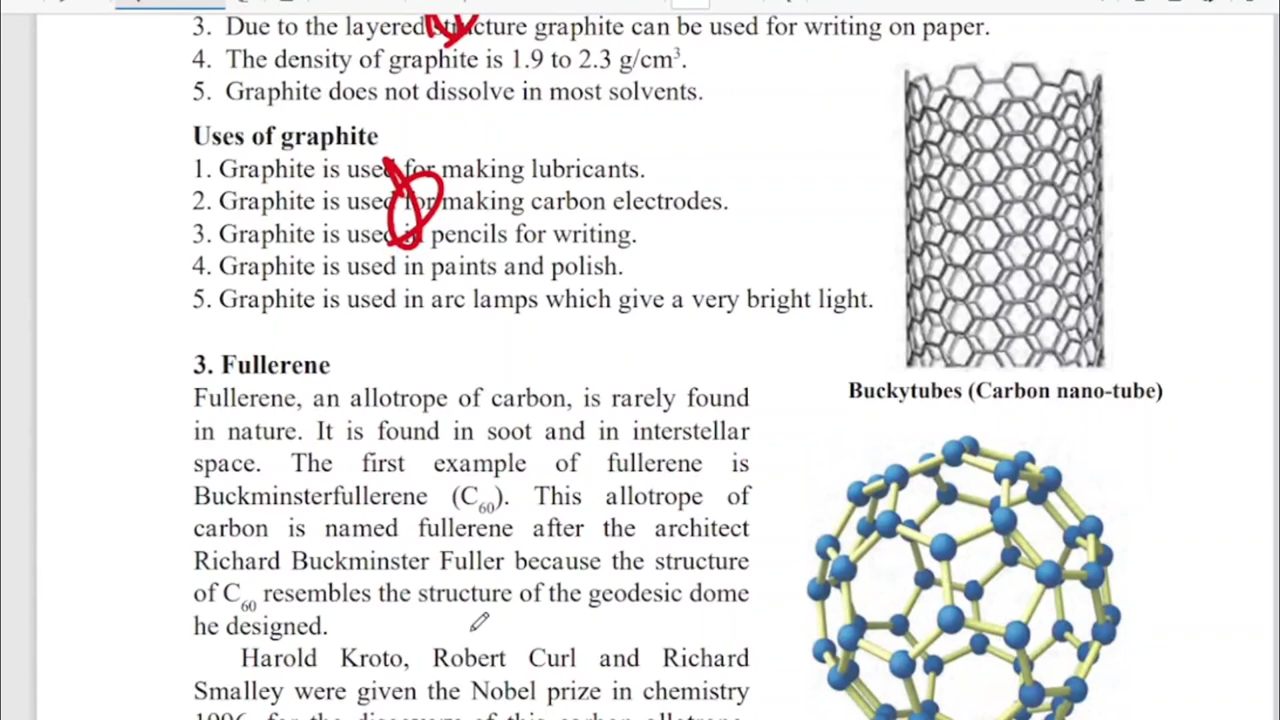 3. Due to the layered structure graphite can be used for writing on paper.
4. The density of graphite is 1.9 to 2.3 g/cm³.
5. Graphite does not dissolve in most solvents.
Uses of graphite
1. Graphite is used for making lubricants.
2. Graphite is used for making carbon electrodes.
3. Graphite is used in pencils for writing.
4. Graphite is used in paints and polish.
5. Graphite is used in arc lamps which give a very bright light.
3. Fullerene
Fullerene, an allotrope of carbon, is rarely found
in nature. It is found in soot and in interstellar
space. The first example of fullerene is
Buckminsterfullerene (C₆₀). This allotrope of
carbon is named fullerene after the architect
Richard Buckminster Fuller because the structure
of C₆₀ resembles the structure of the geodesic dome
he designed.
Harold Kroto, Robert Curl and Richard
Smalley were given the Nobel prize in chemistry
1996, for the discovery of this carbon allotrope.
Buckytubes (Carbon nano-tube)